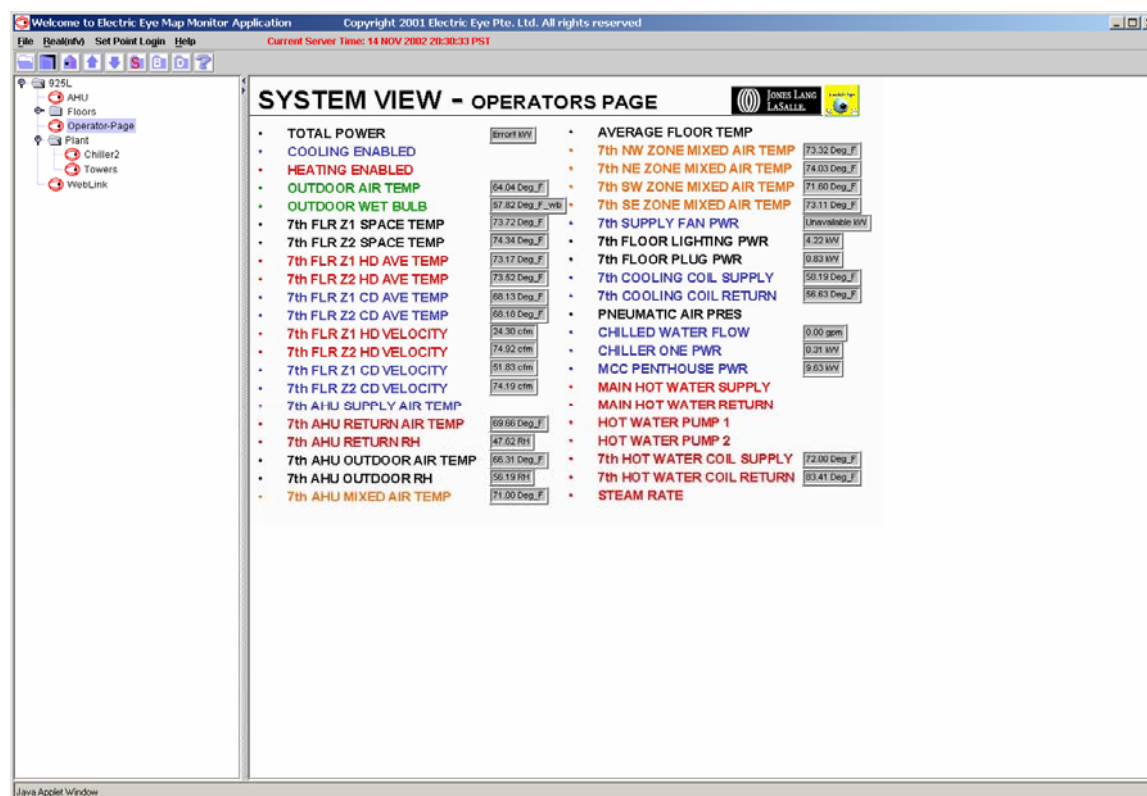 Welcome to Electric Eye Map Monitor Application Copyright 2001 Electric Eye Pte. Ltd. All rights reserved
File Real(nfv) Set Point Login Help Current Server Time: 14 NOV 2002 20:30:33 PST
925L
AHU
Floors
Operator-Page
Plant
Chiller2
Towers
WebLink
SYSTEM VIEW - OPERATORS PAGE
JONES LANG
LASALLE.
TOTAL POWER Error!! kW
COOLING ENABLED
HEATING ENABLED
OUTDOOR AIR TEMP 64.04 Deg_F
OUTDOOR WET BULB 57.82 Deg_F_wb
7th FLR Z1 SPACE TEMP 73.72 Deg_F
7th FLR Z2 SPACE TEMP 74.34 Deg_F
7th FLR Z1 HD AVE TEMP 73.17 Deg_F
7th FLR Z2 HD AVE TEMP 73.52 Deg_F
7th FLR Z1 CD AVE TEMP 68.13 Deg_F
7th FLR Z2 CD AVE TEMP 68.18 Deg_F
7th FLR Z1 HD VELOCITY 24.30 cfm
7th FLR Z2 HD VELOCITY 74.92 cfm
7th FLR Z1 CD VELOCITY 51.83 cfm
7th FLR Z2 CD VELOCITY 74.19 cfm
7th AHU SUPPLY AIR TEMP
7th AHU RETURN AIR TEMP 69.66 Deg_F
7th AHU RETURN RH 47.62 RH
7th AHU OUTDOOR AIR TEMP 66.31 Deg_F
7th AHU OUTDOOR RH 56.19 RH
7th AHU MIXED AIR TEMP 71.00 Deg_F
AVERAGE FLOOR TEMP
7th NW ZONE MIXED AIR TEMP 73.32 Deg_F
7th NE ZONE MIXED AIR TEMP 74.03 Deg_F
7th SW ZONE MIXED AIR TEMP 71.60 Deg_F
7th SE ZONE MIXED AIR TEMP 73.11 Deg_F
7th SUPPLY FAN PWR Unavailable kW
7th FLOOR LIGHTING PWR 4.22 kW
7th FLOOR PLUG PWR 0.83 kW
7th COOLING COIL SUPPLY 58.19 Deg_F
7th COOLING COIL RETURN 56.63 Deg_F
PNEUMATIC AIR PRES
CHILLED WATER FLOW 0.00 gpm
CHILLER ONE PWR 0.31 kW
MCC PENTHOUSE PWR 9.63 kW
MAIN HOT WATER SUPPLY
MAIN HOT WATER RETURN
HOT WATER PUMP 1
HOT WATER PUMP 2
7th HOT WATER COIL SUPPLY 72.00 Deg_F
7th HOT WATER COIL RETURN 83.41 Deg_F
STEAM RATE
Java Applet Window